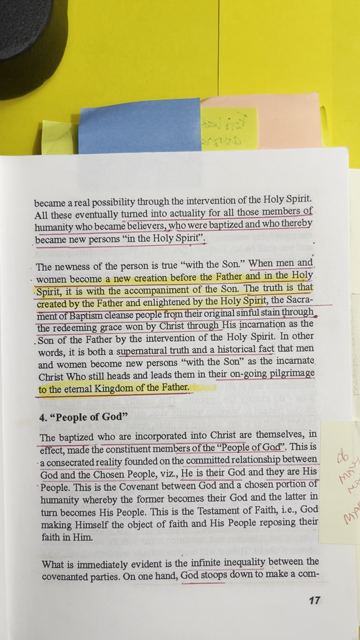 became a real possibility through the intervention of the Holy Spirit.
All these eventually turned into actuality for all those members of
humanity who became believers, who were baptized and who thereby
became new persons “in the Holy Spirit”.
The newness of the person is true “with the Son.” When men and
women become a new creation before the Father and in the Holy
Spirit, it is with the accompaniment of the Son. The truth is that
created by the Father and enlightened by the Holy Spirit, the Sacra-
ment of Baptism cleanse people from their original sinful stain through
the redeeming grace won by Christ through His incarnation as the
Son of the Father by the intervention of the Holy Spirit. In other
words, it is both a supernatural truth and a historical fact that men
and women become new persons “with the Son” as the incarnate
Christ Who still heads and leads them in their on-going pilgrimage
to the eternal Kingdom of the Father.
4. “People of God”
The baptized who are incorporated into Christ are themselves, in
effect, made the constituent members of the “People of God”. This is
a consecrated reality founded on the committed relationship between
God and the Chosen People, viz., He is their God and they are His
People. This is the Covenant between God and a chosen portion of
humanity whereby the former becomes their God and the latter in
turn becomes His People. This is the Testament of Faith, i.e., God
making Himself the object of faith and His People reposing their
faith in Him.
What is immediately evident is the infinite inequality between the
covenanted parties. On one hand, God stoops down to make a com-
17